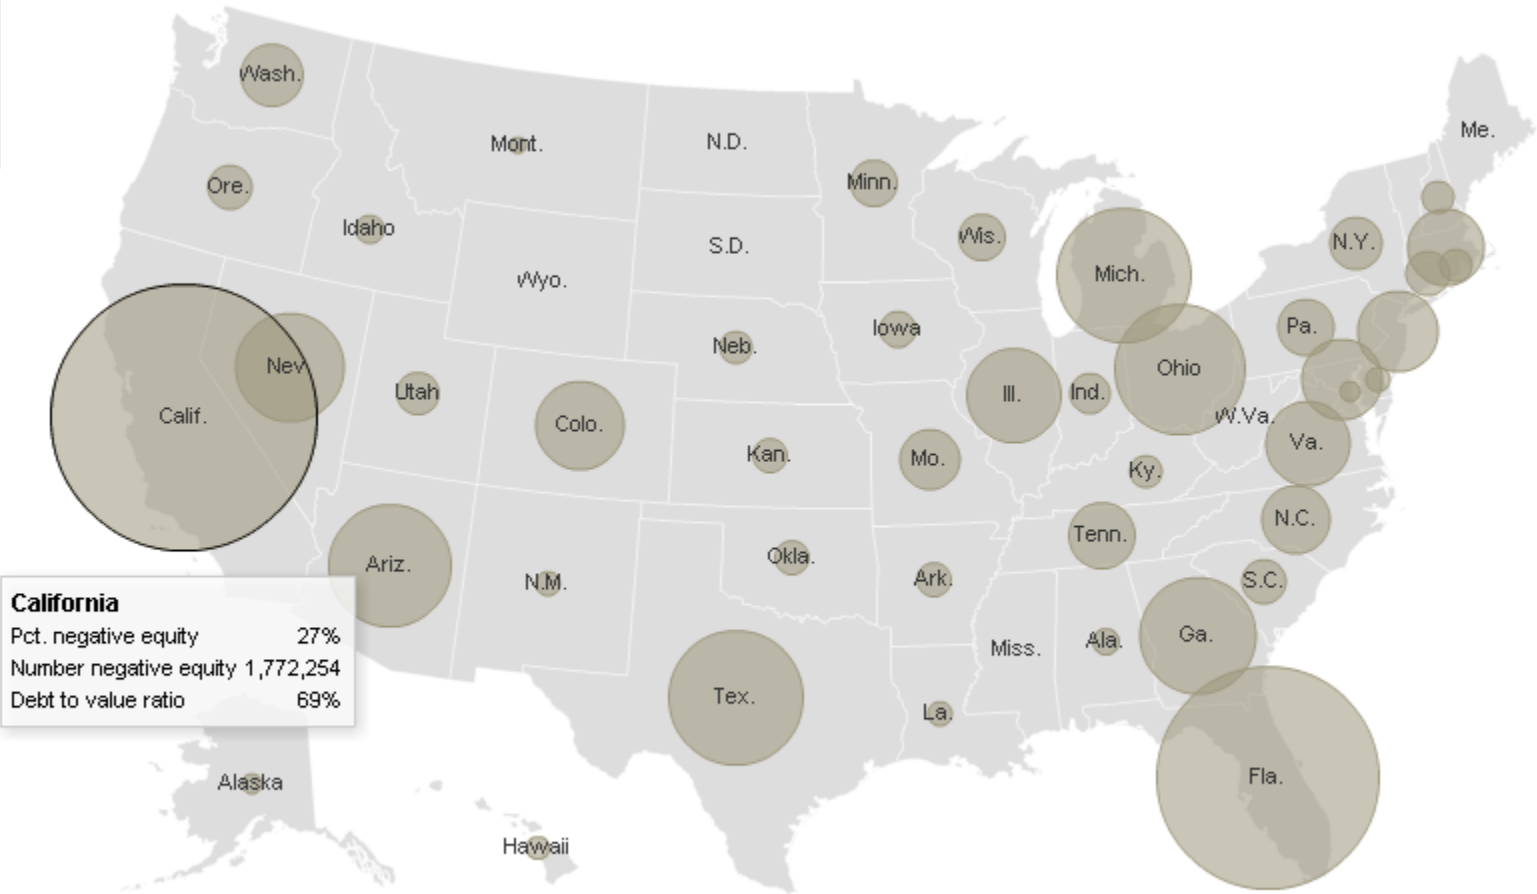 Wash.
Mont.
N.D.
Me.
Ore.
Idaho
Minn.
Wis.
S.D.
N.Y.
Mich.
Wyo.
Iowa
Pa.
Neb.
Nev
Ohio
Utah
Ill.
Ind.
Calif.
Colo.
W.Va.
Va.
Kan.
Mo.
Ky.
N.C.
Tenn.
Okla.
Ariz.
N.M.
Ark.
S.C.
Ga.
Miss.
Ala.
Tex.
La.
Fla.
California
Pct. negative equity 27%
Number negative equity 1,772,254
Debt to value ratio 69%
Alaska
Hawaii